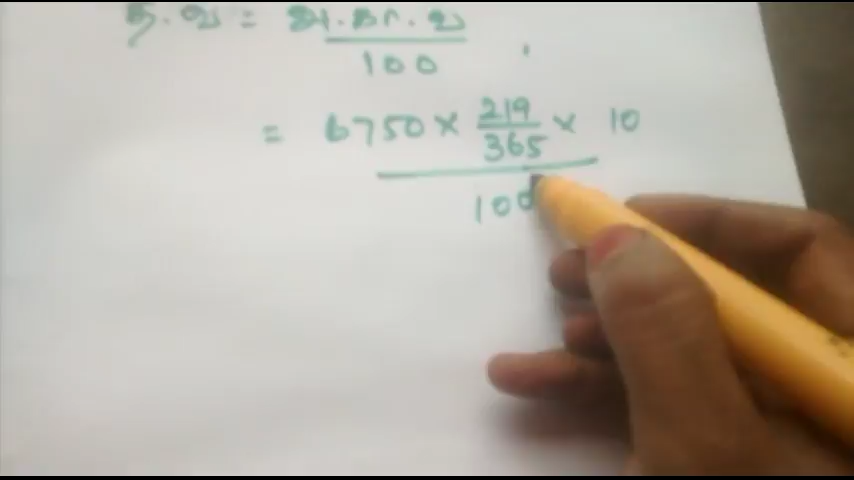 த.வ = அ.கா.வ / 100
= 6750 × 219/365 × 10 / 100